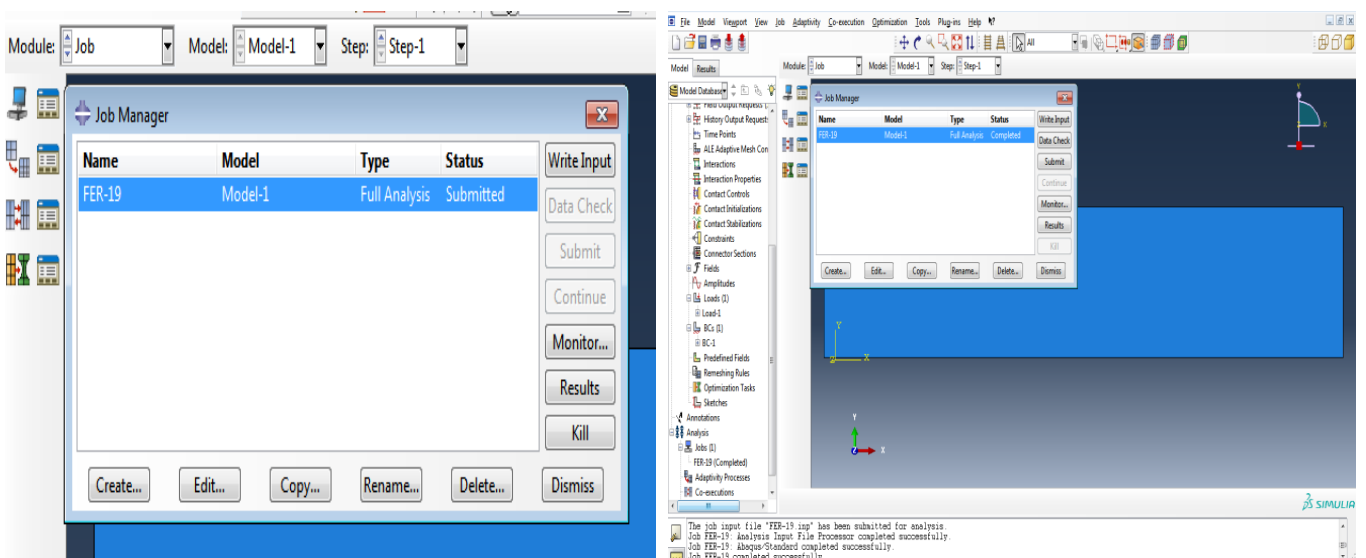 Module: Job Model: Model-1 Step: Step-1
Job Manager
Name Model Type Status
FER-19 Model-1 Full Analysis Submitted
Write Input
Data Check
Submit
Continue
Monitor...
Results
Kill
Create... Edit... Copy... Rename... Delete... Dismiss
File Model Viewport View Job Adaptivity Co-execution Optimization Tools Plug-ins Help
All
Model Results
Module: Job Model: Model-1 Step: Step-1
Model Database
Field Output Requests
History Output Request:
Time Points
ALE Adaptive Mesh Con
Interactions
Interaction Properties
Contact Controls
Contact Initializations
Contact Stabilizations
Constraints
Connector Sections
Fields
Amplitudes
Loads (1)
Load-1
BCs (1)
BC-1
Predefined Fields
Remeshing Rules
Optimization Tasks
Sketches
Annotations
Analysis
Jobs (1)
FER-19 (Completed)
Adaptivity Processes
Co-executions
Job Manager
Name Model Type Status
FER-19 Model-1 Full Analysis Completed
Write Input
Data Check
Submit
Continue
Monitor...
Results
Kill
Create... Edit... Copy... Rename... Delete... Dismiss
Y
X
Y
X
Y
X
SIMULIA
The job input file "FER-19.inp" has been submitted for analysis.
Job FER-19: Analysis Input File Processor completed successfully.
Job FER-19: Abaqus/Standard completed successfully.
Job FER-19 completed successfully.